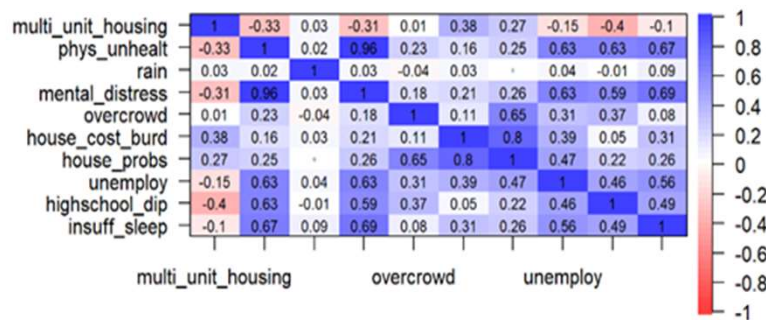 multi_unit_housing 1 -0.33 0.03 -0.31 0.01 0.38 0.27 -0.15 -0.4 -0.1 1
phys_unhealt -0.33 1 0.02 0.96 0.23 0.16 0.25 0.63 0.63 0.67 0.8
rain 0.03 0.02 1 0.03 -0.04 0.03 0.04 -0.01 0.09 0.6
mental_distress -0.31 0.96 0.03 1 0.18 0.21 0.26 0.63 0.59 0.69 0.4
overcrowd 0.01 0.23 -0.04 0.18 1 0.11 0.65 0.31 0.37 0.08 0.2
house_cost_burd 0.38 0.16 0.03 0.21 0.11 1 0.8 0.39 0.05 0.31 0
house_probs 0.27 0.25 0.26 0.65 0.8 1 0.47 0.22 0.26 -0.2
unemploy -0.15 0.63 0.04 0.63 0.31 0.39 0.47 1 0.46 0.56 -0.4
highschool_dip -0.4 0.63 -0.01 0.59 0.37 0.05 0.22 0.46 1 0.49 -0.6
insuff_sleep -0.1 0.67 0.09 0.69 0.08 0.31 0.26 0.56 0.49 1 -0.8
multi_unit_housing overcrowd unemploy -1